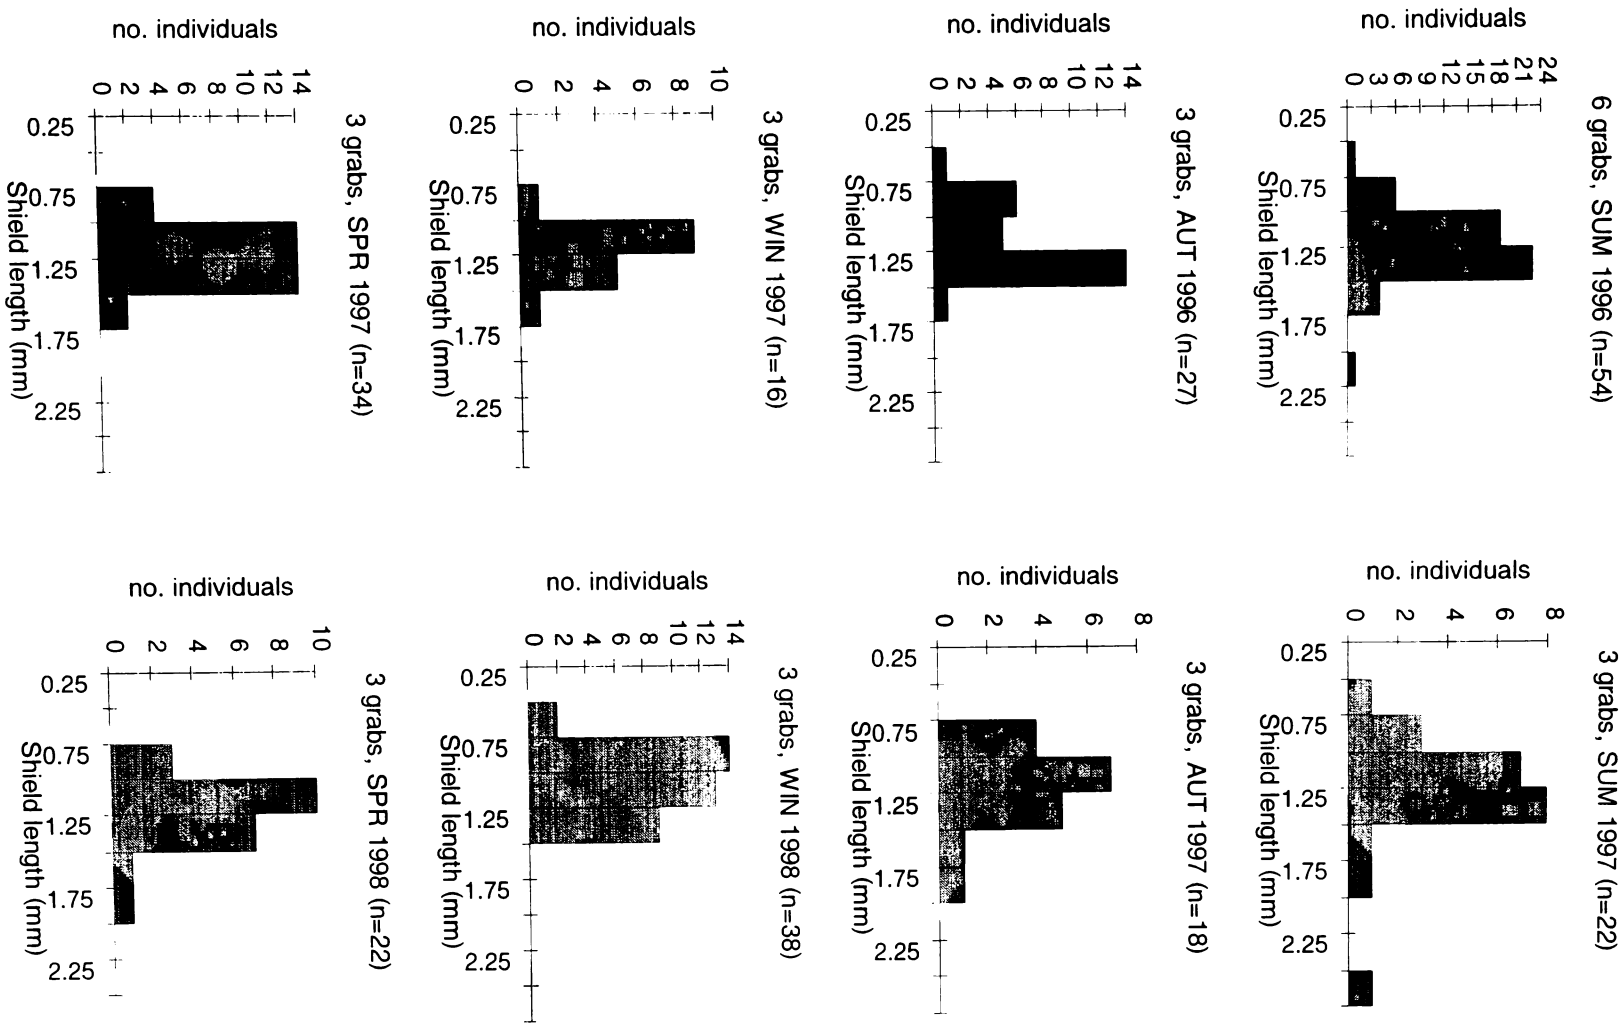 6 grabs, SUM 1996 (n=54)
no. individuals
0 3 6 9 12 15 18 21 24
0.25 0.75 1.25 1.75 2.25
Shield length (mm)
3 grabs, AUT 1996 (n=27)
no. individuals
0 2 4 6 8 10 12 14
0.25 0.75 1.25 1.75 2.25
Shield length (mm)
3 grabs, WIN 1997 (n=16)
no. individuals
0 2 4 6 8 10
0.25 0.75 1.25 1.75 2.25
Shield length (mm)
3 grabs, SPR 1997 (n=34)
no. individuals
0 2 4 6 8 10 12 14
0.25 0.75 1.25 1.75 2.25
Shield length (mm)
3 grabs, SUM 1997 (n=22)
no. individuals
0 2 4 6 8
0.25 0.75 1.25 1.75 2.25
Shield length (mm)
3 grabs, AUT 1997 (n=18)
no. individuals
0 2 4 6 8
0.25 0.75 1.25 1.75 2.25
Shield length (mm)
3 grabs, WIN 1998 (n=38)
no. individuals
0 2 4 6 8 10 12 14
0.25 0.75 1.25 1.75 2.25
Shield length (mm)
3 grabs, SPR 1998 (n=22)
no. individuals
0 2 4 6 8 10
0.25 0.75 1.25 1.75 2.25
Shield length (mm)